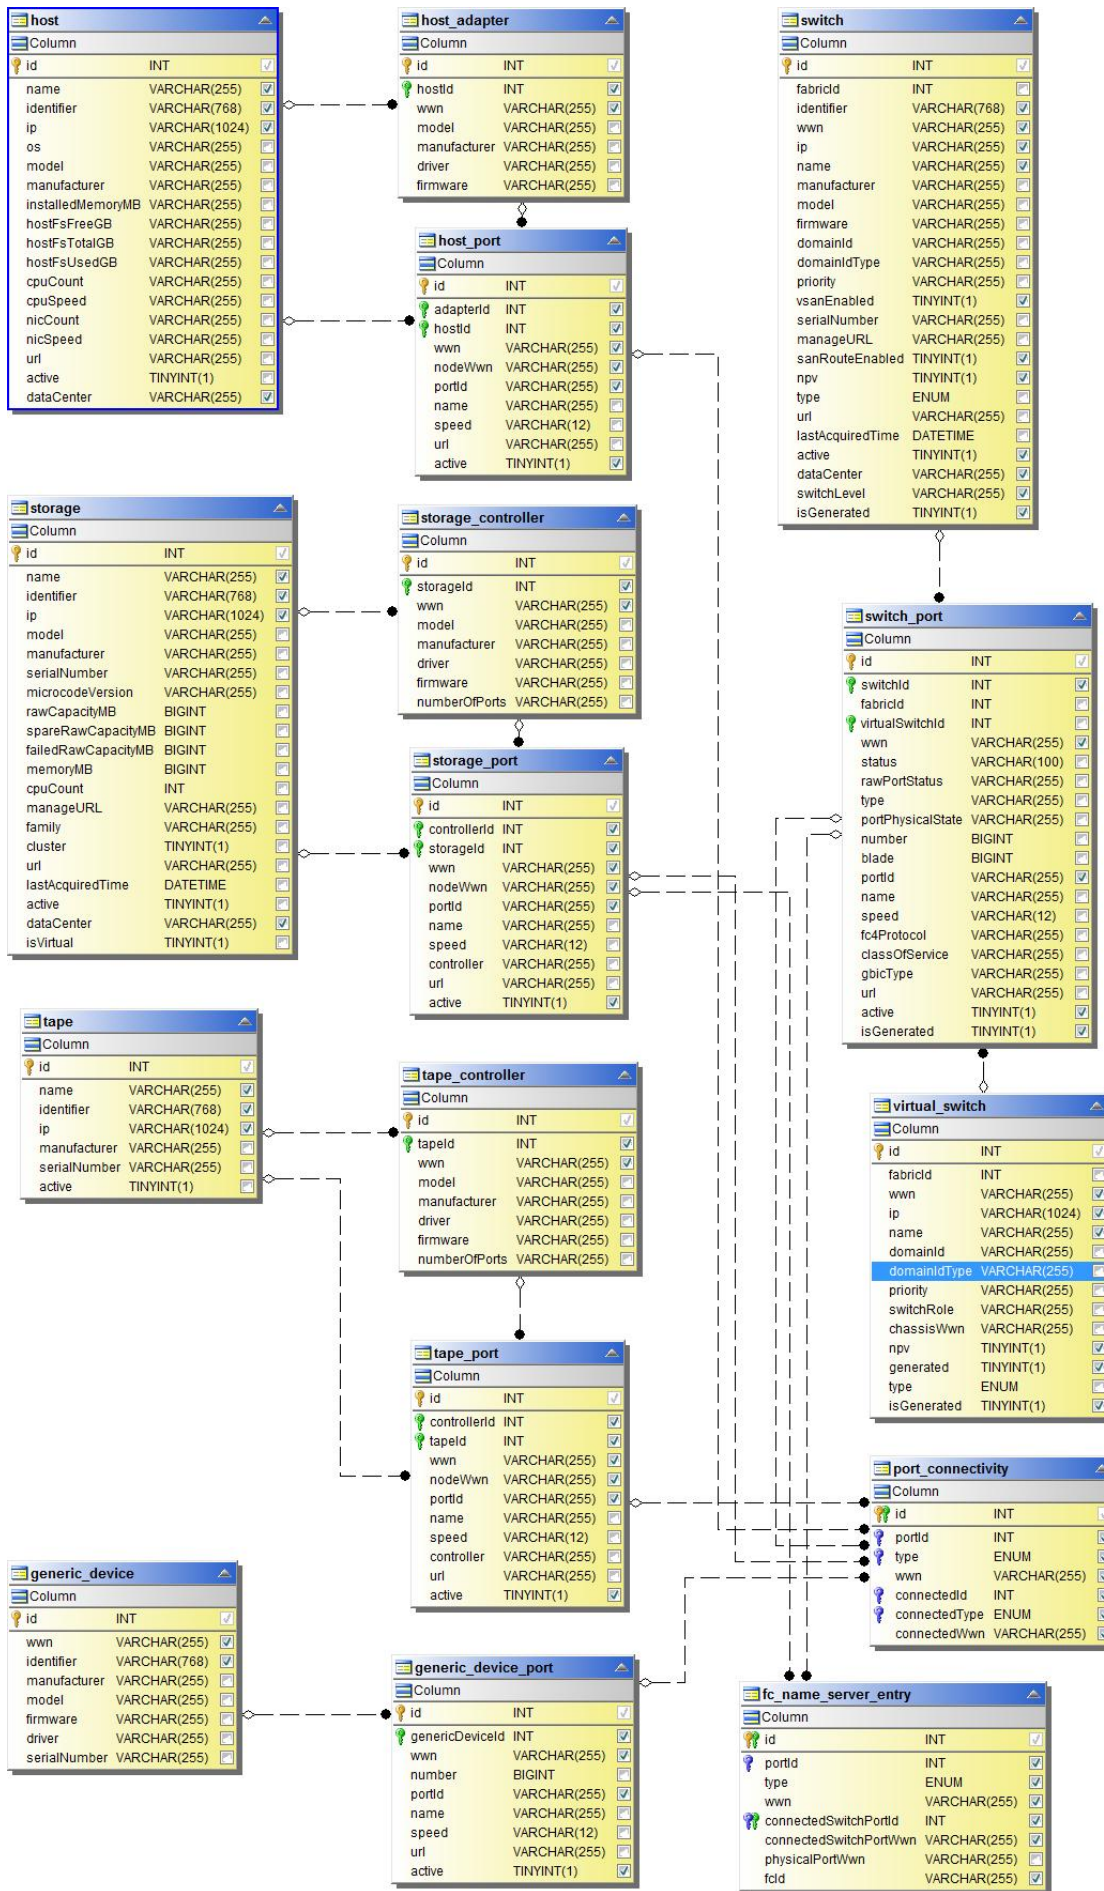 host
Column
id INT
name VARCHAR(255)
identifier VARCHAR(768)
ip VARCHAR(1024)
os VARCHAR(255)
model VARCHAR(255)
manufacturer VARCHAR(255)
installedMemoryMB VARCHAR(255)
hostFsFreeGB VARCHAR(255)
hostFsTotalGB VARCHAR(255)
hostFsUsedGB VARCHAR(255)
cpuCount VARCHAR(255)
cpuSpeed VARCHAR(255)
nicCount VARCHAR(255)
nicSpeed VARCHAR(255)
url VARCHAR(255)
active TINYINT(1)
dataCenter VARCHAR(255)
host_adapter
Column
id INT
hostId INT
wwn VARCHAR(255)
model VARCHAR(255)
manufacturer VARCHAR(255)
driver VARCHAR(255)
firmware VARCHAR(255)
host_port
Column
id INT
adapterId INT
hostId INT
wwn VARCHAR(255)
nodeWwn VARCHAR(255)
portId VARCHAR(255)
name VARCHAR(255)
speed VARCHAR(12)
url VARCHAR(255)
active TINYINT(1)
switch
Column
id INT
fabricId INT
identifier VARCHAR(768)
wwn VARCHAR(255)
ip VARCHAR(255)
name VARCHAR(255)
manufacturer VARCHAR(255)
model VARCHAR(255)
firmware VARCHAR(255)
domainId VARCHAR(255)
domainIdType VARCHAR(255)
priority VARCHAR(255)
vsanEnabled TINYINT(1)
serialNumber VARCHAR(255)
manageURL VARCHAR(255)
sanRouteEnabled TINYINT(1)
npv TINYINT(1)
type ENUM
url VARCHAR(255)
lastAcquiredTime DATETIME
active TINYINT(1)
dataCenter VARCHAR(255)
switchLevel VARCHAR(255)
isGenerated TINYINT(1)
storage
Column
id INT
name VARCHAR(255)
identifier VARCHAR(768)
ip VARCHAR(1024)
model VARCHAR(255)
manufacturer VARCHAR(255)
serialNumber VARCHAR(255)
microcodeVersion VARCHAR(255)
rawCapacityMB BIGINT
spareRawCapacityMB BIGINT
failedRawCapacityMB BIGINT
memoryMB BIGINT
cpuCount INT
manageURL VARCHAR(255)
family VARCHAR(255)
cluster TINYINT(1)
url VARCHAR(255)
lastAcquiredTime DATETIME
active TINYINT(1)
dataCenter VARCHAR(255)
isVirtual TINYINT(1)
storage_controller
Column
id INT
storageId INT
wwn VARCHAR(255)
model VARCHAR(255)
manufacturer VARCHAR(255)
driver VARCHAR(255)
firmware VARCHAR(255)
numberOfPorts VARCHAR(255)
storage_port
Column
id INT
controllerId INT
storageId INT
wwn VARCHAR(255)
nodeWwn VARCHAR(255)
portId VARCHAR(255)
name VARCHAR(255)
speed VARCHAR(12)
controller VARCHAR(255)
url VARCHAR(255)
active TINYINT(1)
switch_port
Column
id INT
switchId INT
fabricId INT
virtualSwitchId INT
wwn VARCHAR(255)
status VARCHAR(100)
rawPortStatus VARCHAR(255)
type VARCHAR(255)
portPhysicalState VARCHAR(255)
number BIGINT
blade BIGINT
portId VARCHAR(255)
name VARCHAR(255)
speed VARCHAR(12)
fc4Protocol VARCHAR(255)
classOfService VARCHAR(255)
gbicType VARCHAR(255)
url VARCHAR(255)
active TINYINT(1)
isGenerated TINYINT(1)
tape
Column
id INT
name VARCHAR(255)
identifier VARCHAR(768)
ip VARCHAR(1024)
manufacturer VARCHAR(255)
serialNumber VARCHAR(255)
active TINYINT(1)
tape_controller
Column
id INT
tapeId INT
wwn VARCHAR(255)
model VARCHAR(255)
manufacturer VARCHAR(255)
driver VARCHAR(255)
firmware VARCHAR(255)
numberOfPorts VARCHAR(255)
virtual_switch
Column
id INT
fabricId INT
wwn VARCHAR(255)
ip VARCHAR(1024)
name VARCHAR(255)
domainId VARCHAR(255)
domainIdType VARCHAR(255)
priority VARCHAR(255)
switchRole VARCHAR(255)
chassisWwn VARCHAR(255)
npv TINYINT(1)
generated TINYINT(1)
type ENUM
isGenerated TINYINT(1)
tape_port
Column
id INT
controllerId INT
tapeId INT
wwn VARCHAR(255)
nodeWwn VARCHAR(255)
portId VARCHAR(255)
name VARCHAR(255)
speed VARCHAR(12)
controller VARCHAR(255)
url VARCHAR(255)
active TINYINT(1)
port_connectivity
Column
id INT
portId INT
type ENUM
wwn VARCHAR(255)
connectedId INT
connectedType ENUM
connectedWwn VARCHAR(255)
generic_device
Column
id INT
wwn VARCHAR(255)
identifier VARCHAR(768)
manufacturer VARCHAR(255)
model VARCHAR(255)
firmware VARCHAR(255)
driver VARCHAR(255)
serialNumber VARCHAR(255)
generic_device_port
Column
id INT
genericDeviceId INT
wwn VARCHAR(255)
number BIGINT
portId VARCHAR(255)
name VARCHAR(255)
speed VARCHAR(12)
url VARCHAR(255)
active TINYINT(1)
fc_name_server_entry
Column
id INT
portId INT
type ENUM
wwn VARCHAR(255)
connectedSwitchPortId INT
connectedSwitchPortWwn VARCHAR(255)
physicalPortWwn VARCHAR(255)
fcId VARCHAR(255)